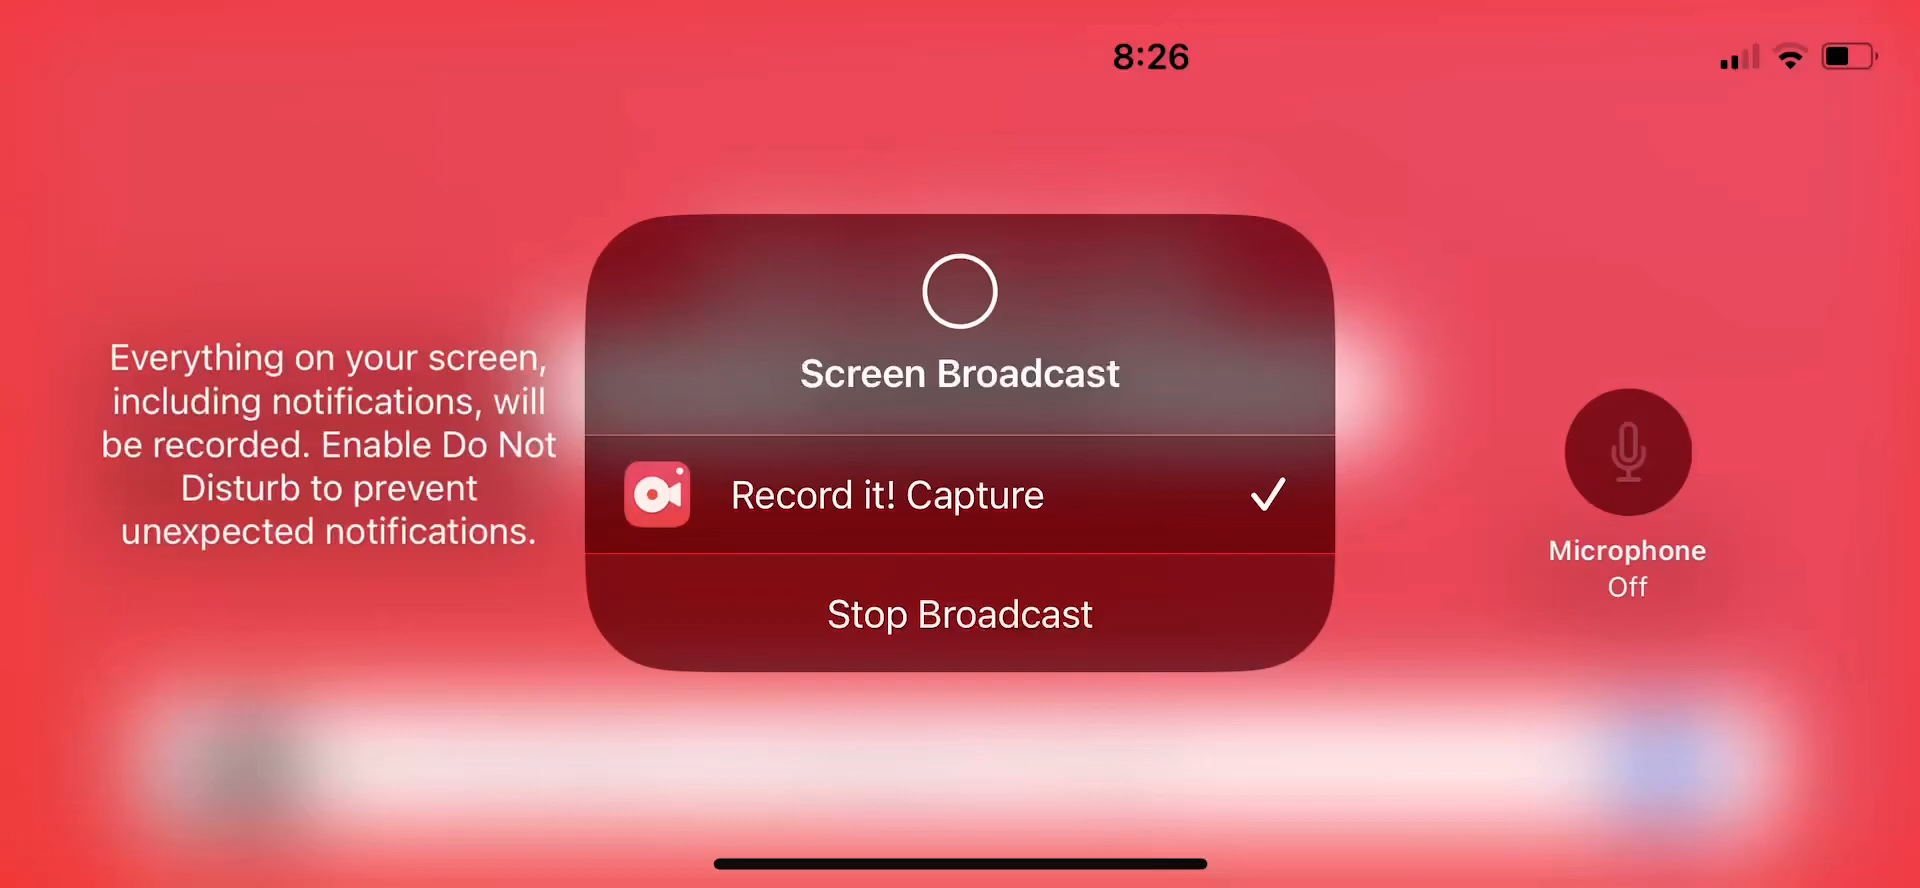 8:26
Everything on your screen,
including notifications, will
be recorded. Enable Do Not
Disturb to prevent
unexpected notifications.
Screen Broadcast
Record it! Capture
Stop Broadcast
Microphone
Off